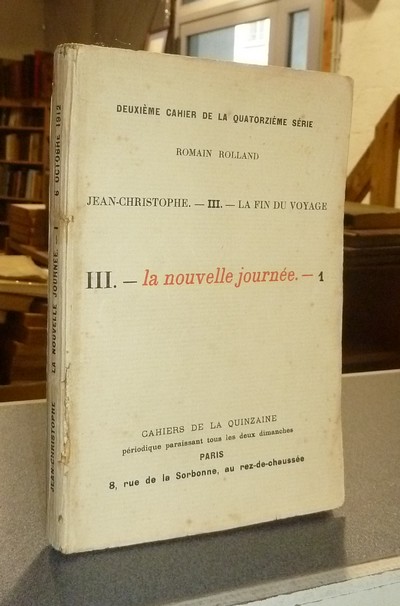 DEUXIÈME CAHIER DE LA QUATORZIÈME SÉRIE
ROMAIN ROLLAND
JEAN-CHRISTOPHE. — III. — LA FIN DU VOYAGE
III. — la nouvelle journée. — 1
CAHIERS DE LA QUINZAINE
périodique paraissant tous les deux dimanches
PARIS
8, rue de la Sorbonne, au rez-de-chaussée
JEAN-CHRISTOPHE LA NOUVELLE JOURNÉE. — 1 6 OCTOBRE 1912